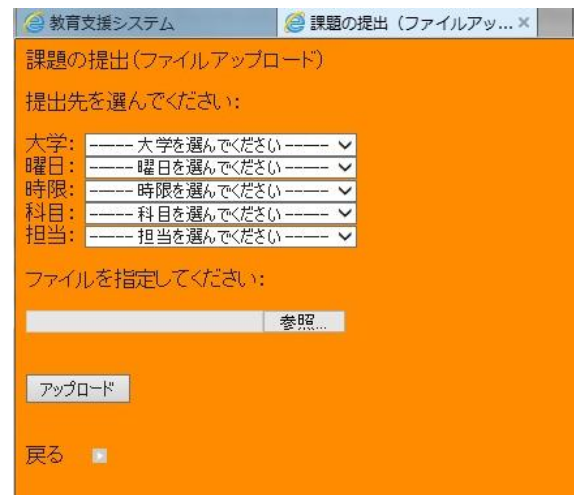 教育支援システム
課題の提出（ファイルアッ...
課題の提出(ファイルアップロード)
提出先を選んでください:
大学: ----- 大学を選んでください -----
曜日: ----- 曜日を選んでください -----
時限: ----- 時限を選んでください -----
科目: ----- 科目を選んでください -----
担当: ----- 担当を選んでください -----
ファイルを指定してください:
参照...
アップロード
戻る